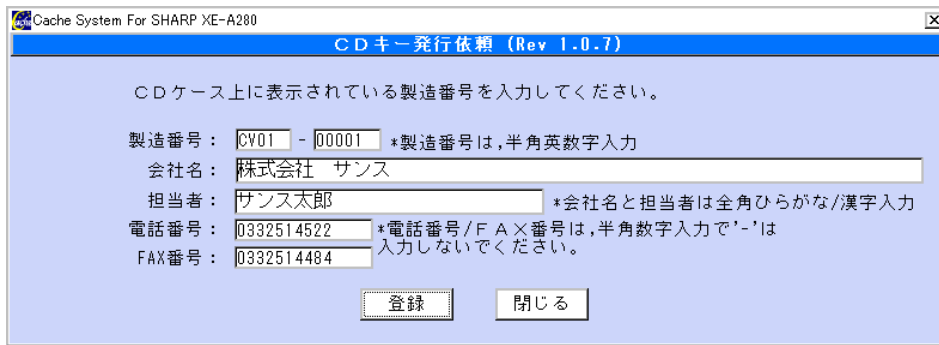 Cache System For SHARP XE-A280
CDキー発行依頼 (Rev 1.0.7)
CDケース上に表示されている製造番号を入力してください。
製造番号: CV01 - 00001 *製造番号は,半角英数字入力
会社名: 株式会社　サンス
担当者: サンス太郎 *会社名と担当者は全角ひらがな/漢字入力
電話番号: 0332514522 *電話番号/FAX番号は,半角数字入力で'-'は
入力しないでください。
FAX番号: 0332514484
登録 閉じる